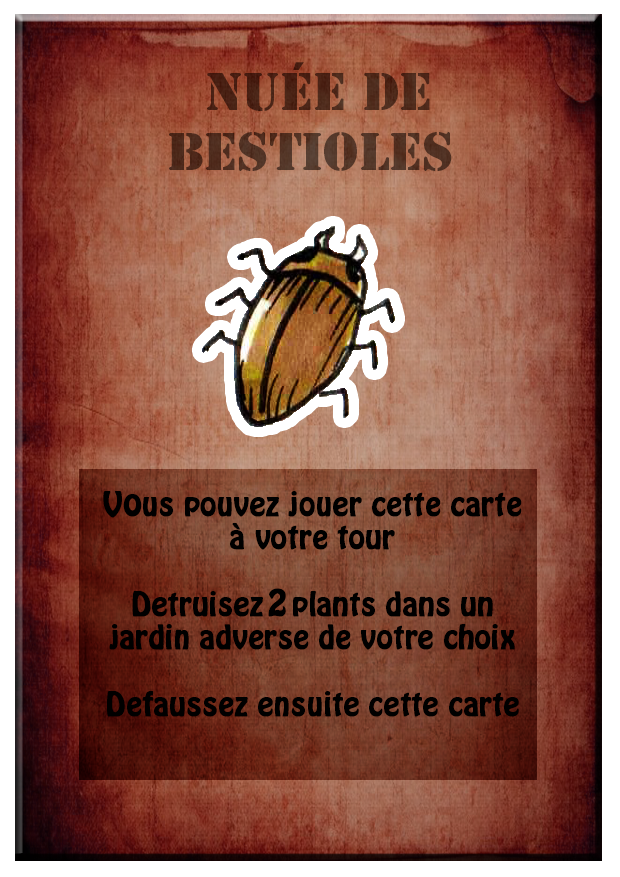 NUÉE DE
BESTIOLES
Vous pouvez jouer cette carte
à votre tour
Detruisez 2 plants dans un
jardin adverse de votre choix
Defaussez ensuite cette carte